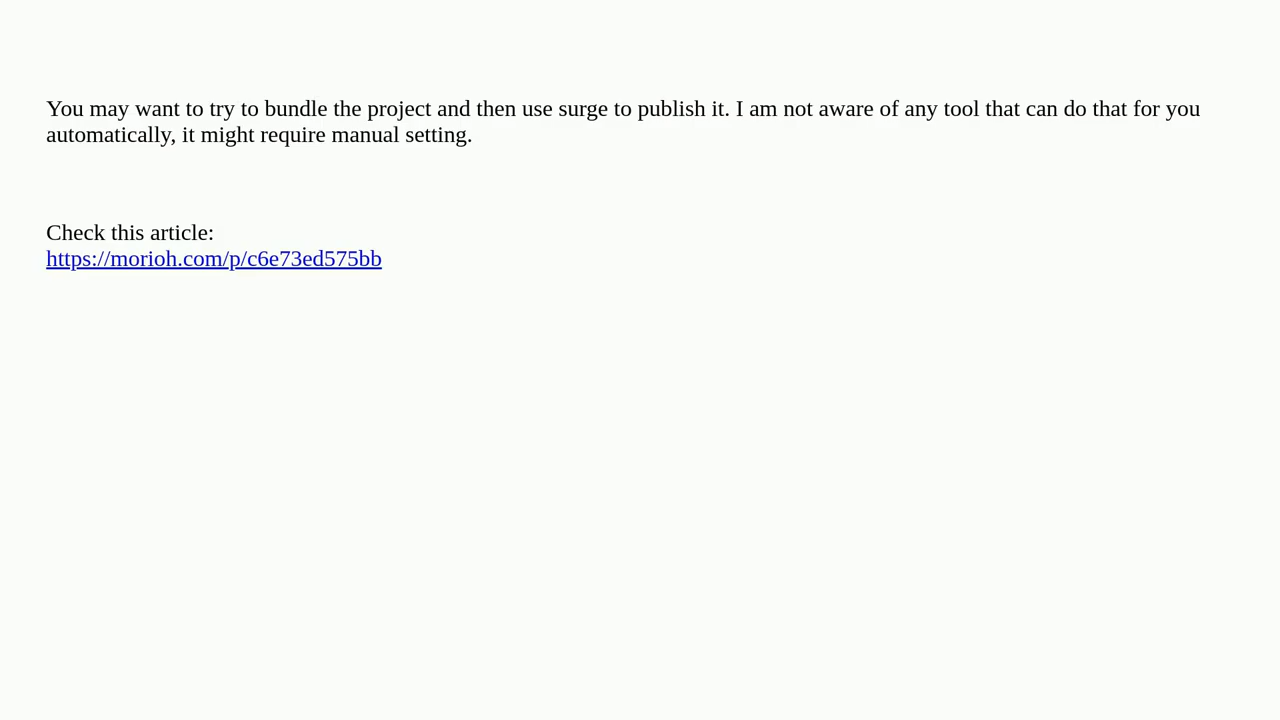 You may want to try to bundle the project and then use surge to publish it. I am not aware of any tool that can do that for you
automatically, it might require manual setting.
Check this article:
https://morioh.com/p/c6e73ed575bb